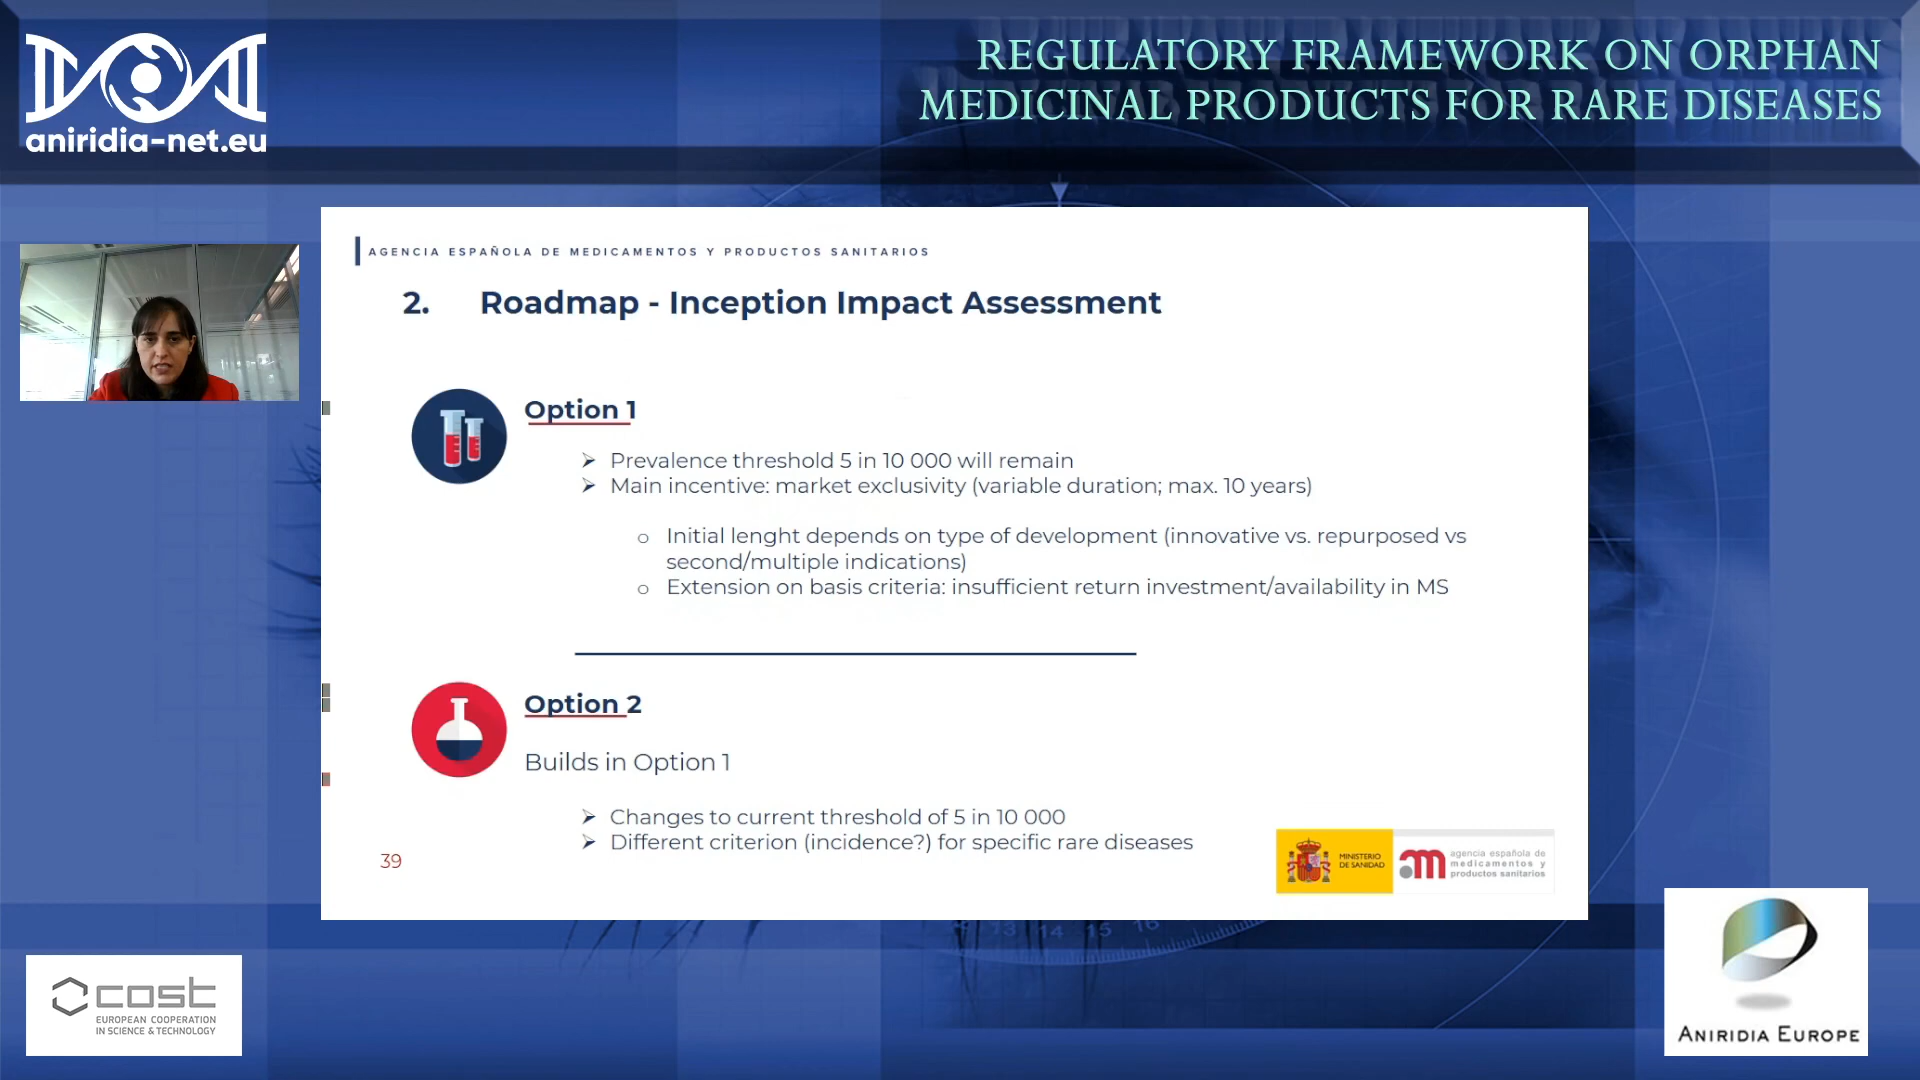 aniridia-net.eu
REGULATORY FRAMEWORK ON ORPHAN
MEDICINAL PRODUCTS FOR RARE DISEASES
AGENCIA ESPAÑOLA DE MEDICAMENTOS Y PRODUCTOS SANITARIOS
2. Roadmap - Inception Impact Assessment
Option 1
➢ Prevalence threshold 5 in 10 000 will remain
➢ Main incentive: market exclusivity (variable duration; max. 10 years)
o Initial lenght depends on type of development (innovative vs. repurposed vs
second/multiple indications)
o Extension on basis criteria: insufficient return investment/availability in MS
Option 2
Builds in Option 1
➢ Changes to current threshold of 5 in 10 000
➢ Different criterion (incidence?) for specific rare diseases
39
MINISTERIO
DE SANIDAD
agencia española de
medicamentos y
productos sanitarios
13 14 15 16
cost
EUROPEAN COOPERATION
IN SCIENCE & TECHNOLOGY
ANIRIDIA EUROPE